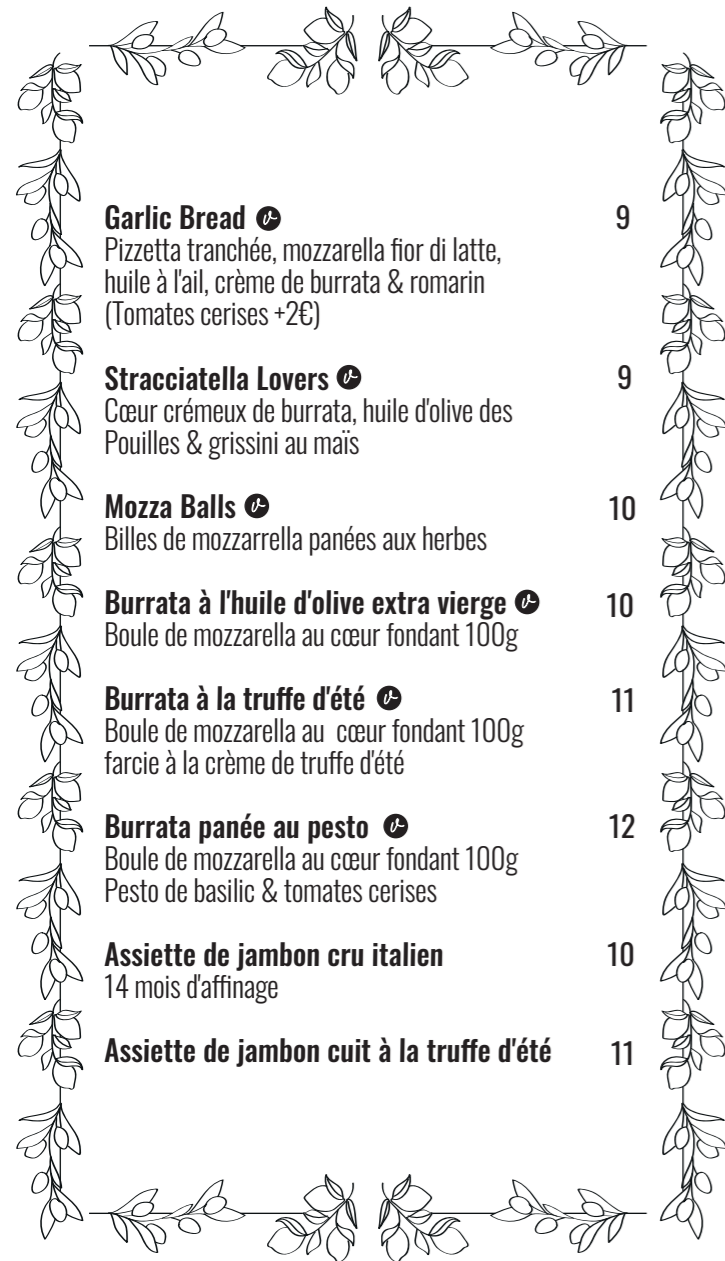 Garlic Bread v 9
Pizzetta tranchée, mozzarella fior di latte,
huile à l'ail, crème de burrata & romarin
(Tomates cerises +2€)
Stracciatella Lovers v 9
Cœur crémeux de burrata, huile d'olive des
Pouilles & grissini au maïs
Mozza Balls v 10
Billes de mozzarrella panées aux herbes
Burrata à l'huile d'olive extra vierge v 10
Boule de mozzarella au cœur fondant 100g
Burrata à la truffe d'été v 11
Boule de mozzarella au cœur fondant 100g
farcie à la crème de truffe d'été
Burrata panée au pesto v 12
Boule de mozzarella au cœur fondant 100g
Pesto de basilic & tomates cerises
Assiette de jambon cru italien 10
14 mois d'affinage
Assiette de jambon cuit à la truffe d'été 11